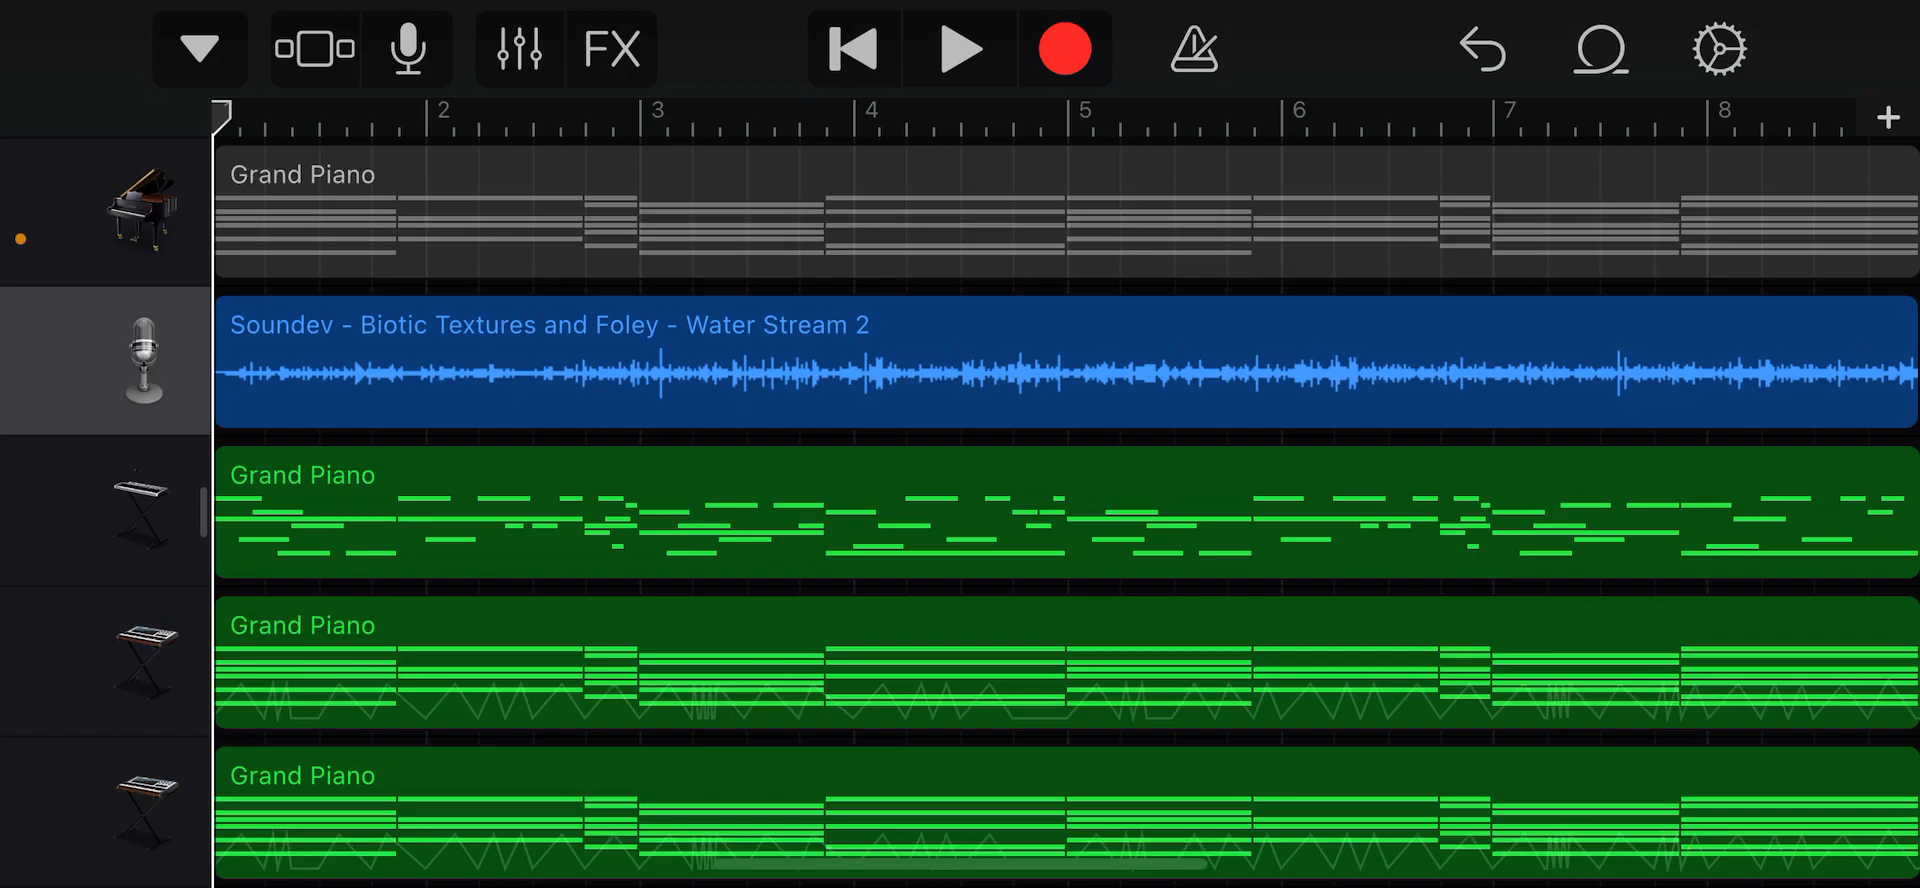 FX
2 3 4 5 6 7 8 +
Grand Piano
Soundev - Biotic Textures and Foley - Water Stream 2
Grand Piano
Grand Piano
Grand Piano